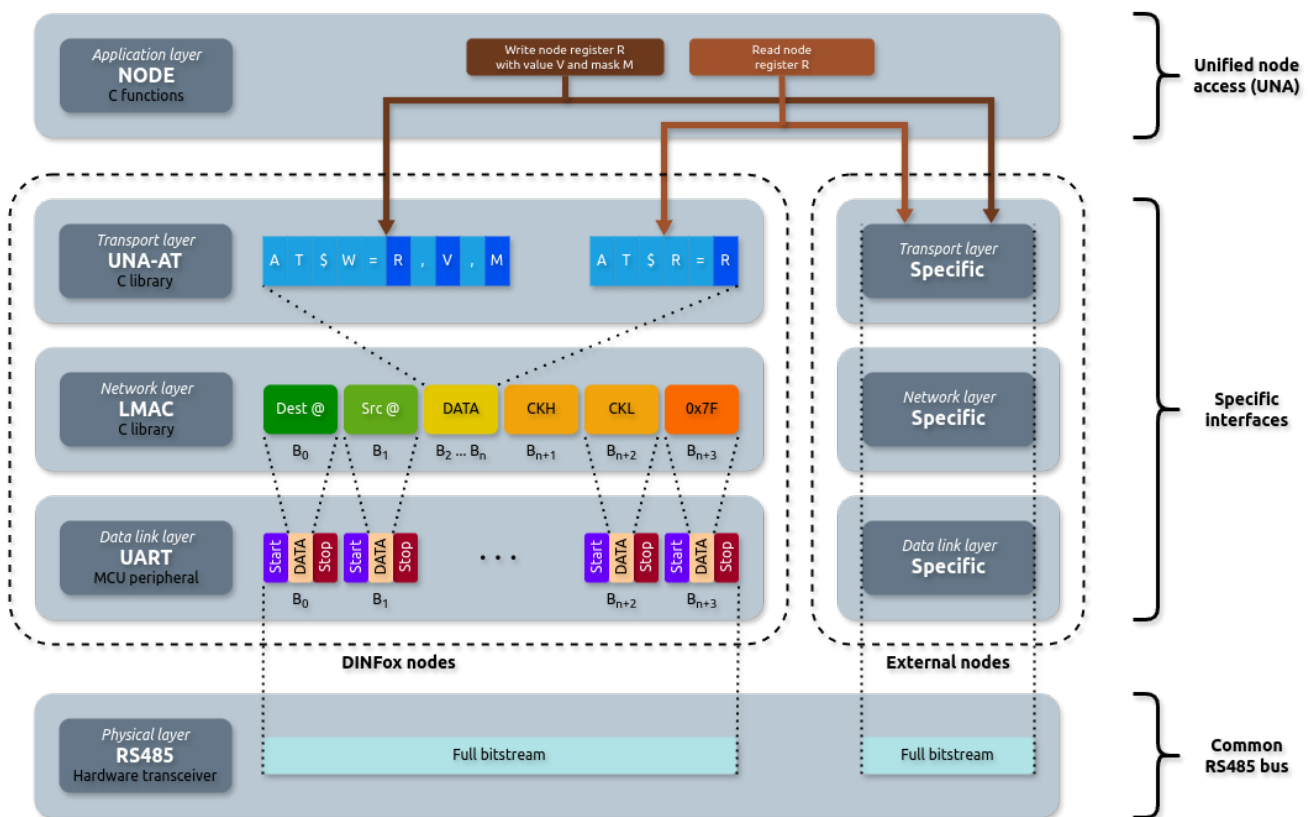 Application layer
NODE
C functions
Write node register R
with value V and mask M
Read node
register R
Unified node
access (UNA)
Transport layer
UNA-AT
C library
A T $ W = R , V , M
A T $ R = R
Transport layer
Specific
Network layer
LMAC
C library
Dest @
Src @
DATA
CKH
CKL
0x7F
B0
B1
B2 ... Bn
Bn+1
Bn+2
Bn+3
Network layer
Specific
Specific
interfaces
Data link layer
UART
MCU peripheral
Start DATA Stop
Start DATA Stop
. . .
Start DATA Stop
Start DATA Stop
B0
B1
Bn+2
Bn+3
Data link layer
Specific
DINFox nodes
External nodes
Physical layer
RS485
Hardware transceiver
Full bitstream
Full bitstream
Common
RS485 bus